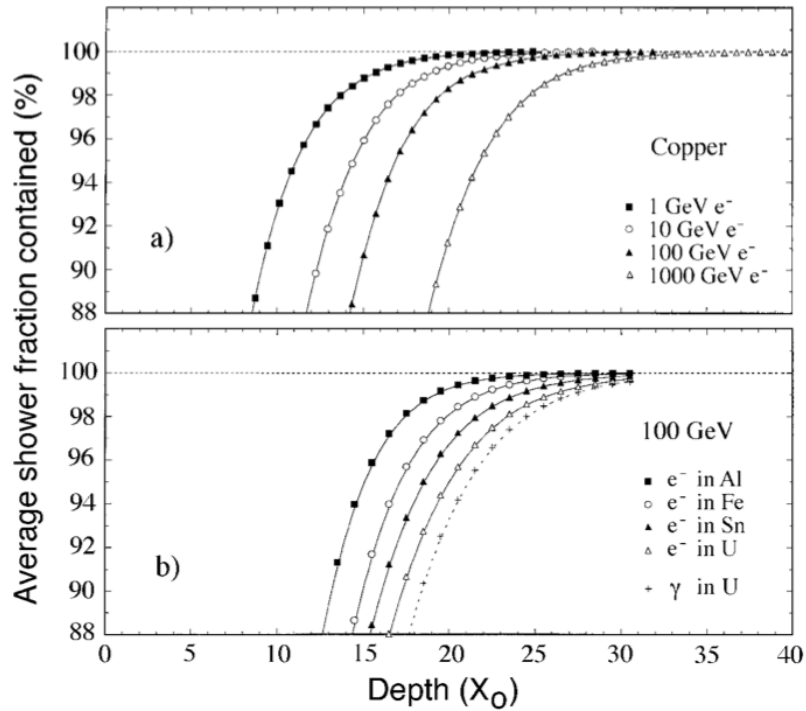 Average shower fraction contained (%)
100
98
96
94
92
90
88
a)
Copper
■ 1 GeV e⁻
○ 10 GeV e⁻
▲ 100 GeV e⁻
△ 1000 GeV e⁻
100
98
96
94
92
90
88
b)
100 GeV
■ e⁻ in Al
○ e⁻ in Fe
▲ e⁻ in Sn
△ e⁻ in U
+ γ in U
0 5 10 15 20 25 30 35 40
Depth (X₀)